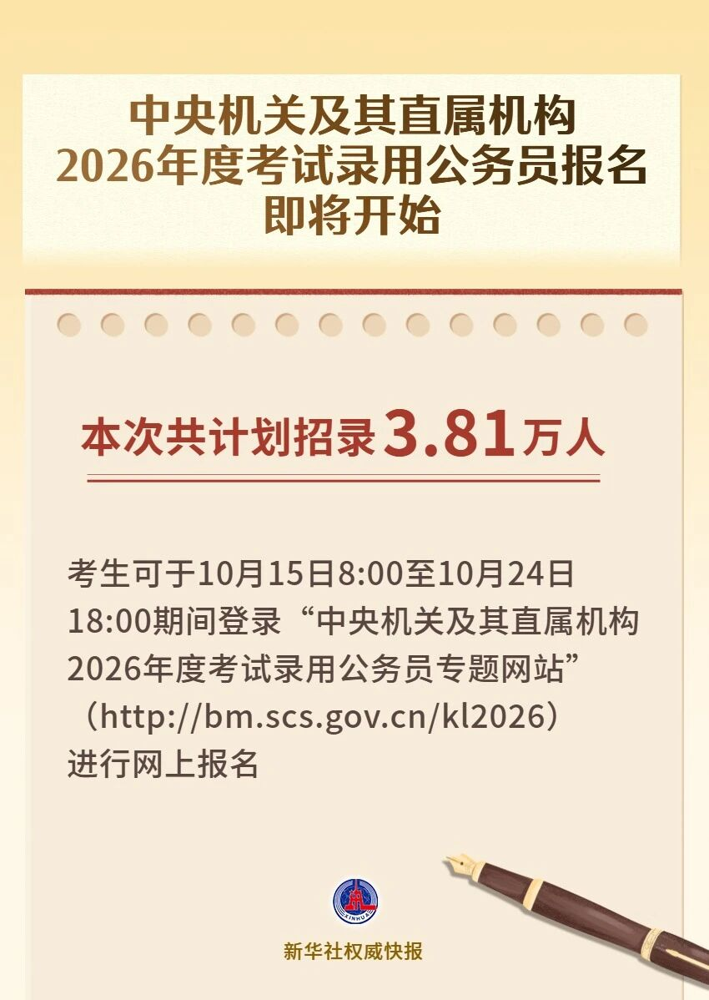 中央机关及其直属机构
2026年度考试录用公务员报名
即将开始
本次共计划招录3.81万人
考生可于10月15日8:00至10月24日
18:00期间登录“中央机关及其直属机构
2026年度考试录用公务员专题网站”
（http://bm.scs.gov.cn/kl2026）
进行网上报名
XINHUA
新华社权威快报